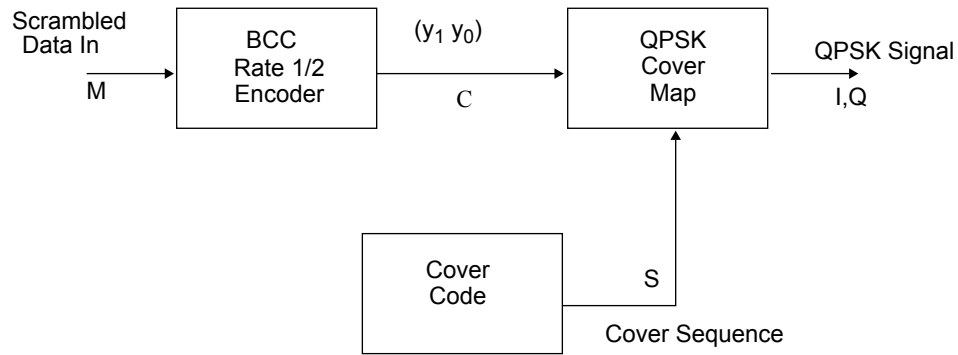 Scrambled
Data In
M
BCC
Rate 1/2
Encoder
(y₁ y₀)
C
QPSK
Cover
Map
QPSK Signal
I,Q
Cover
Code
S
Cover Sequence